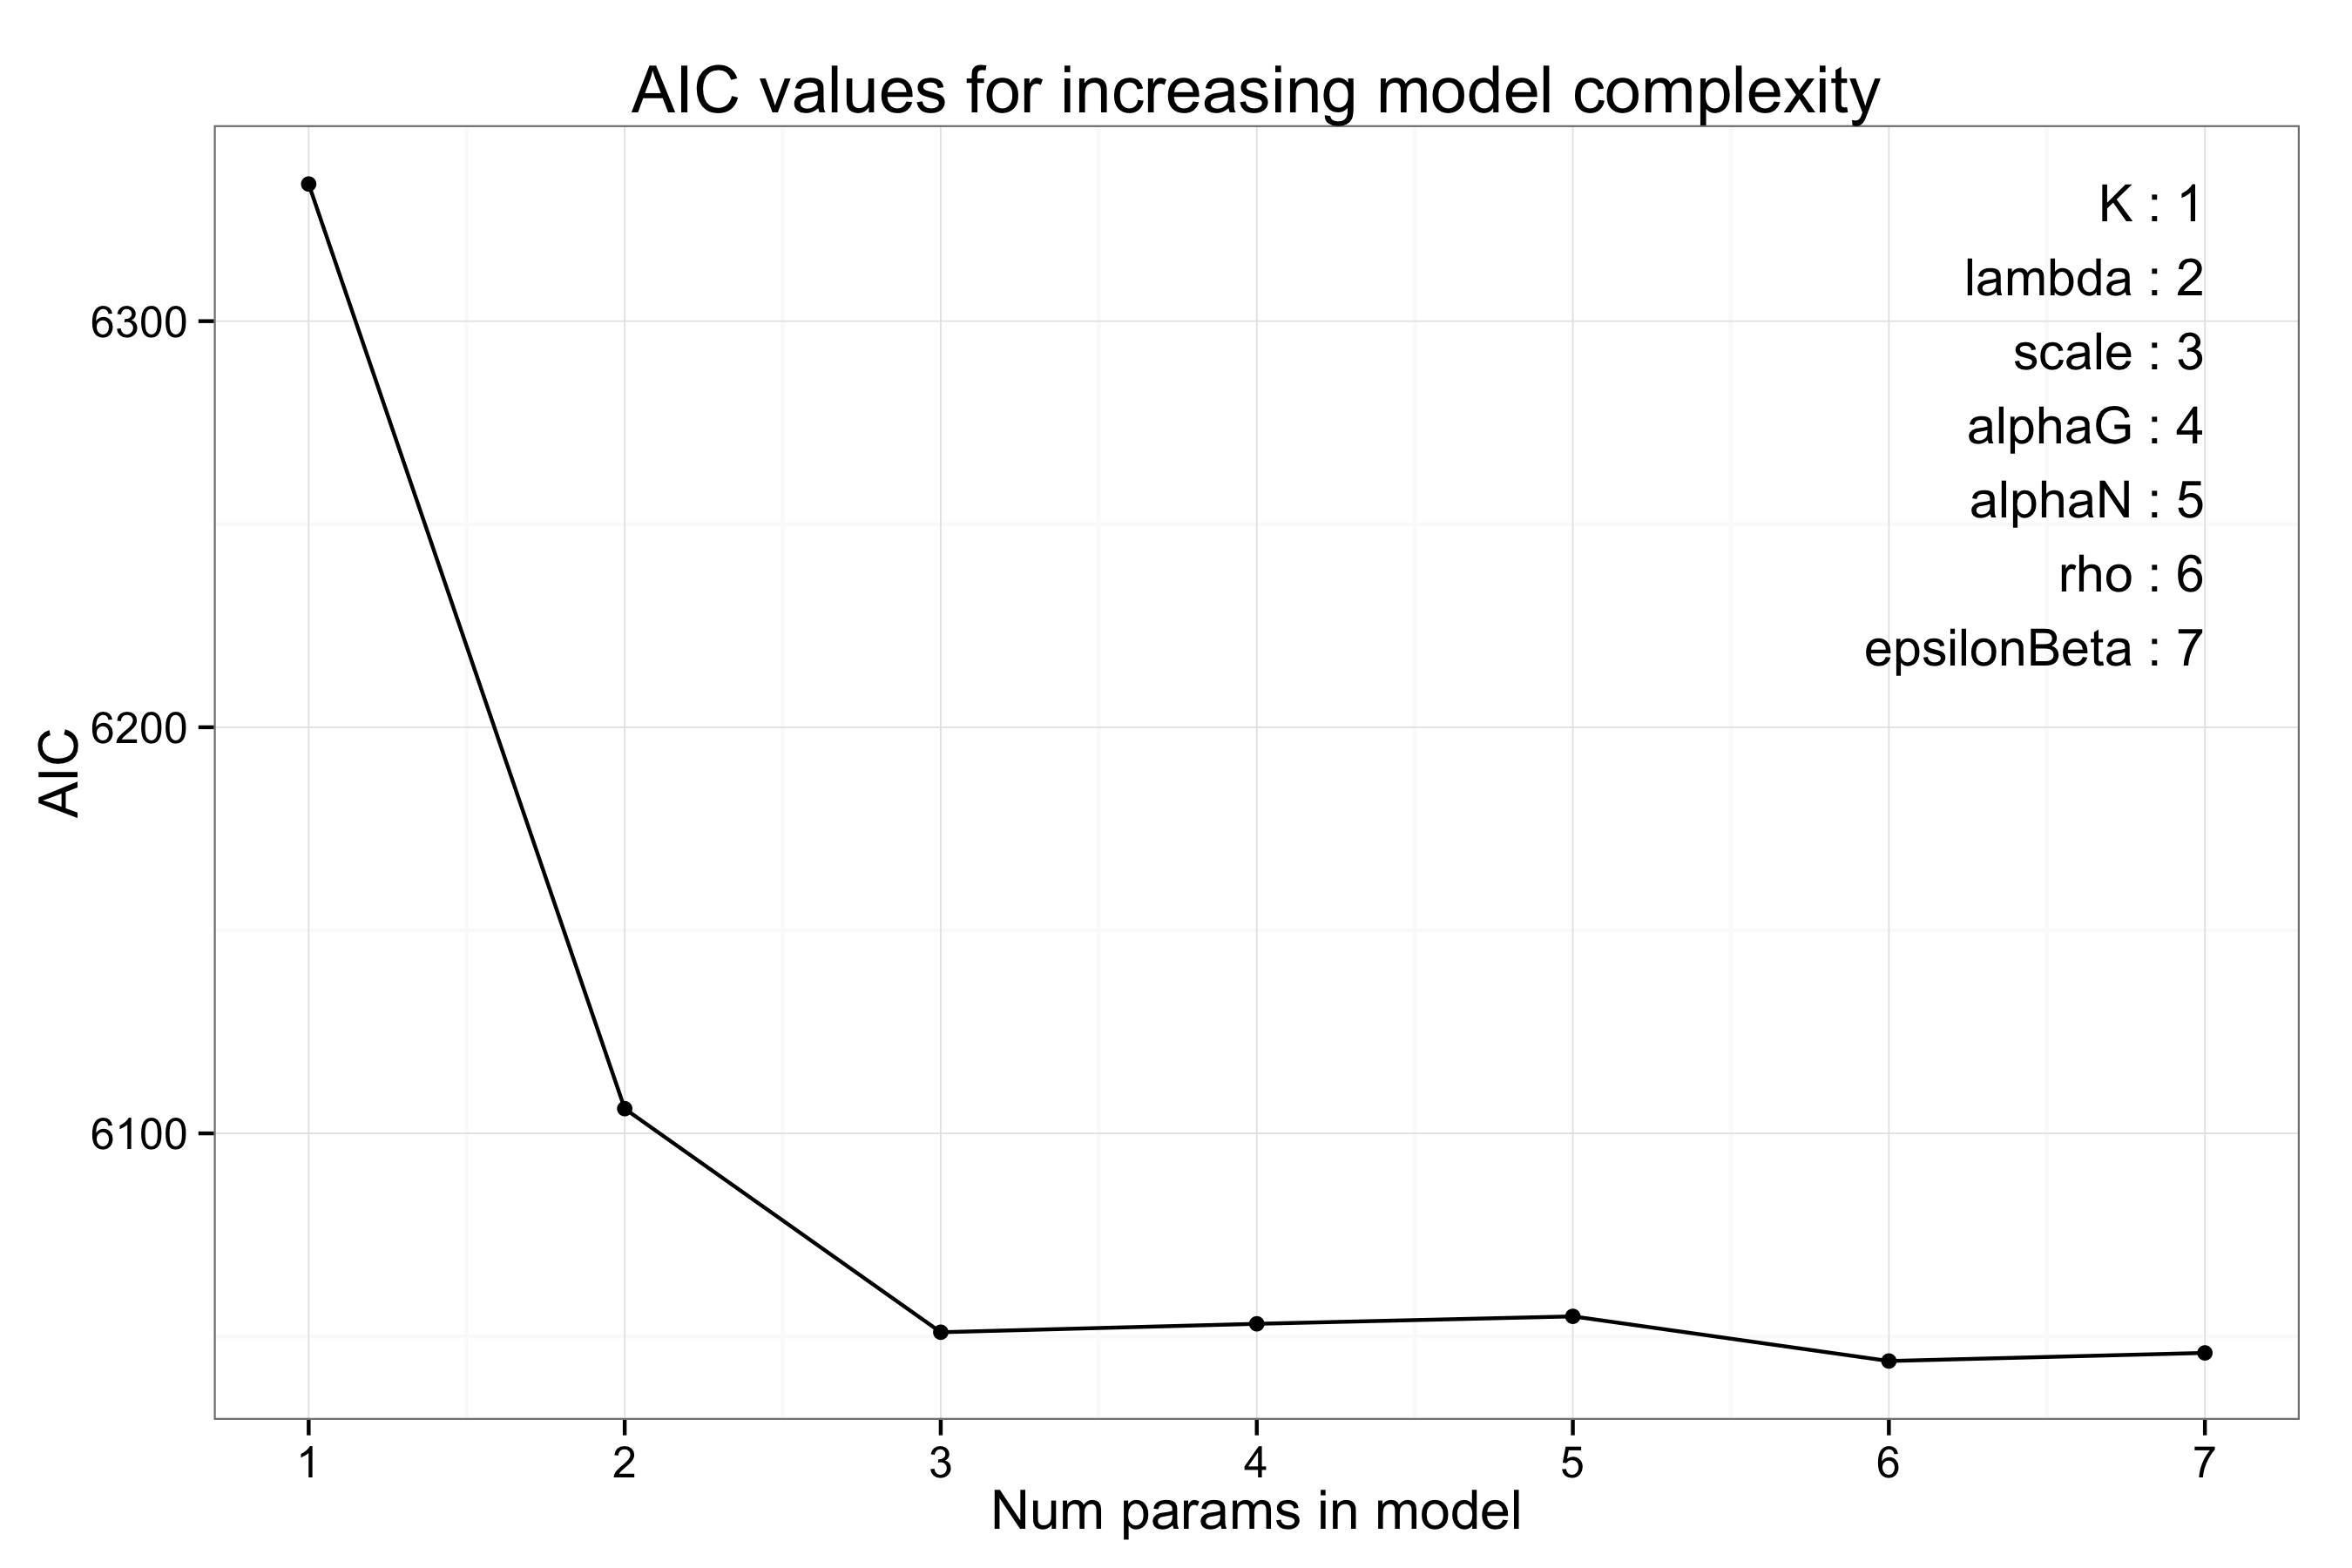 AIC values for increasing model complexity
K : 1
lambda : 2
scale : 3
alphaG : 4
alphaN : 5
rho : 6
epsilonBeta : 7
6300
6200
6100
AIC
1 2 3 4 5 6 7
Num params in model